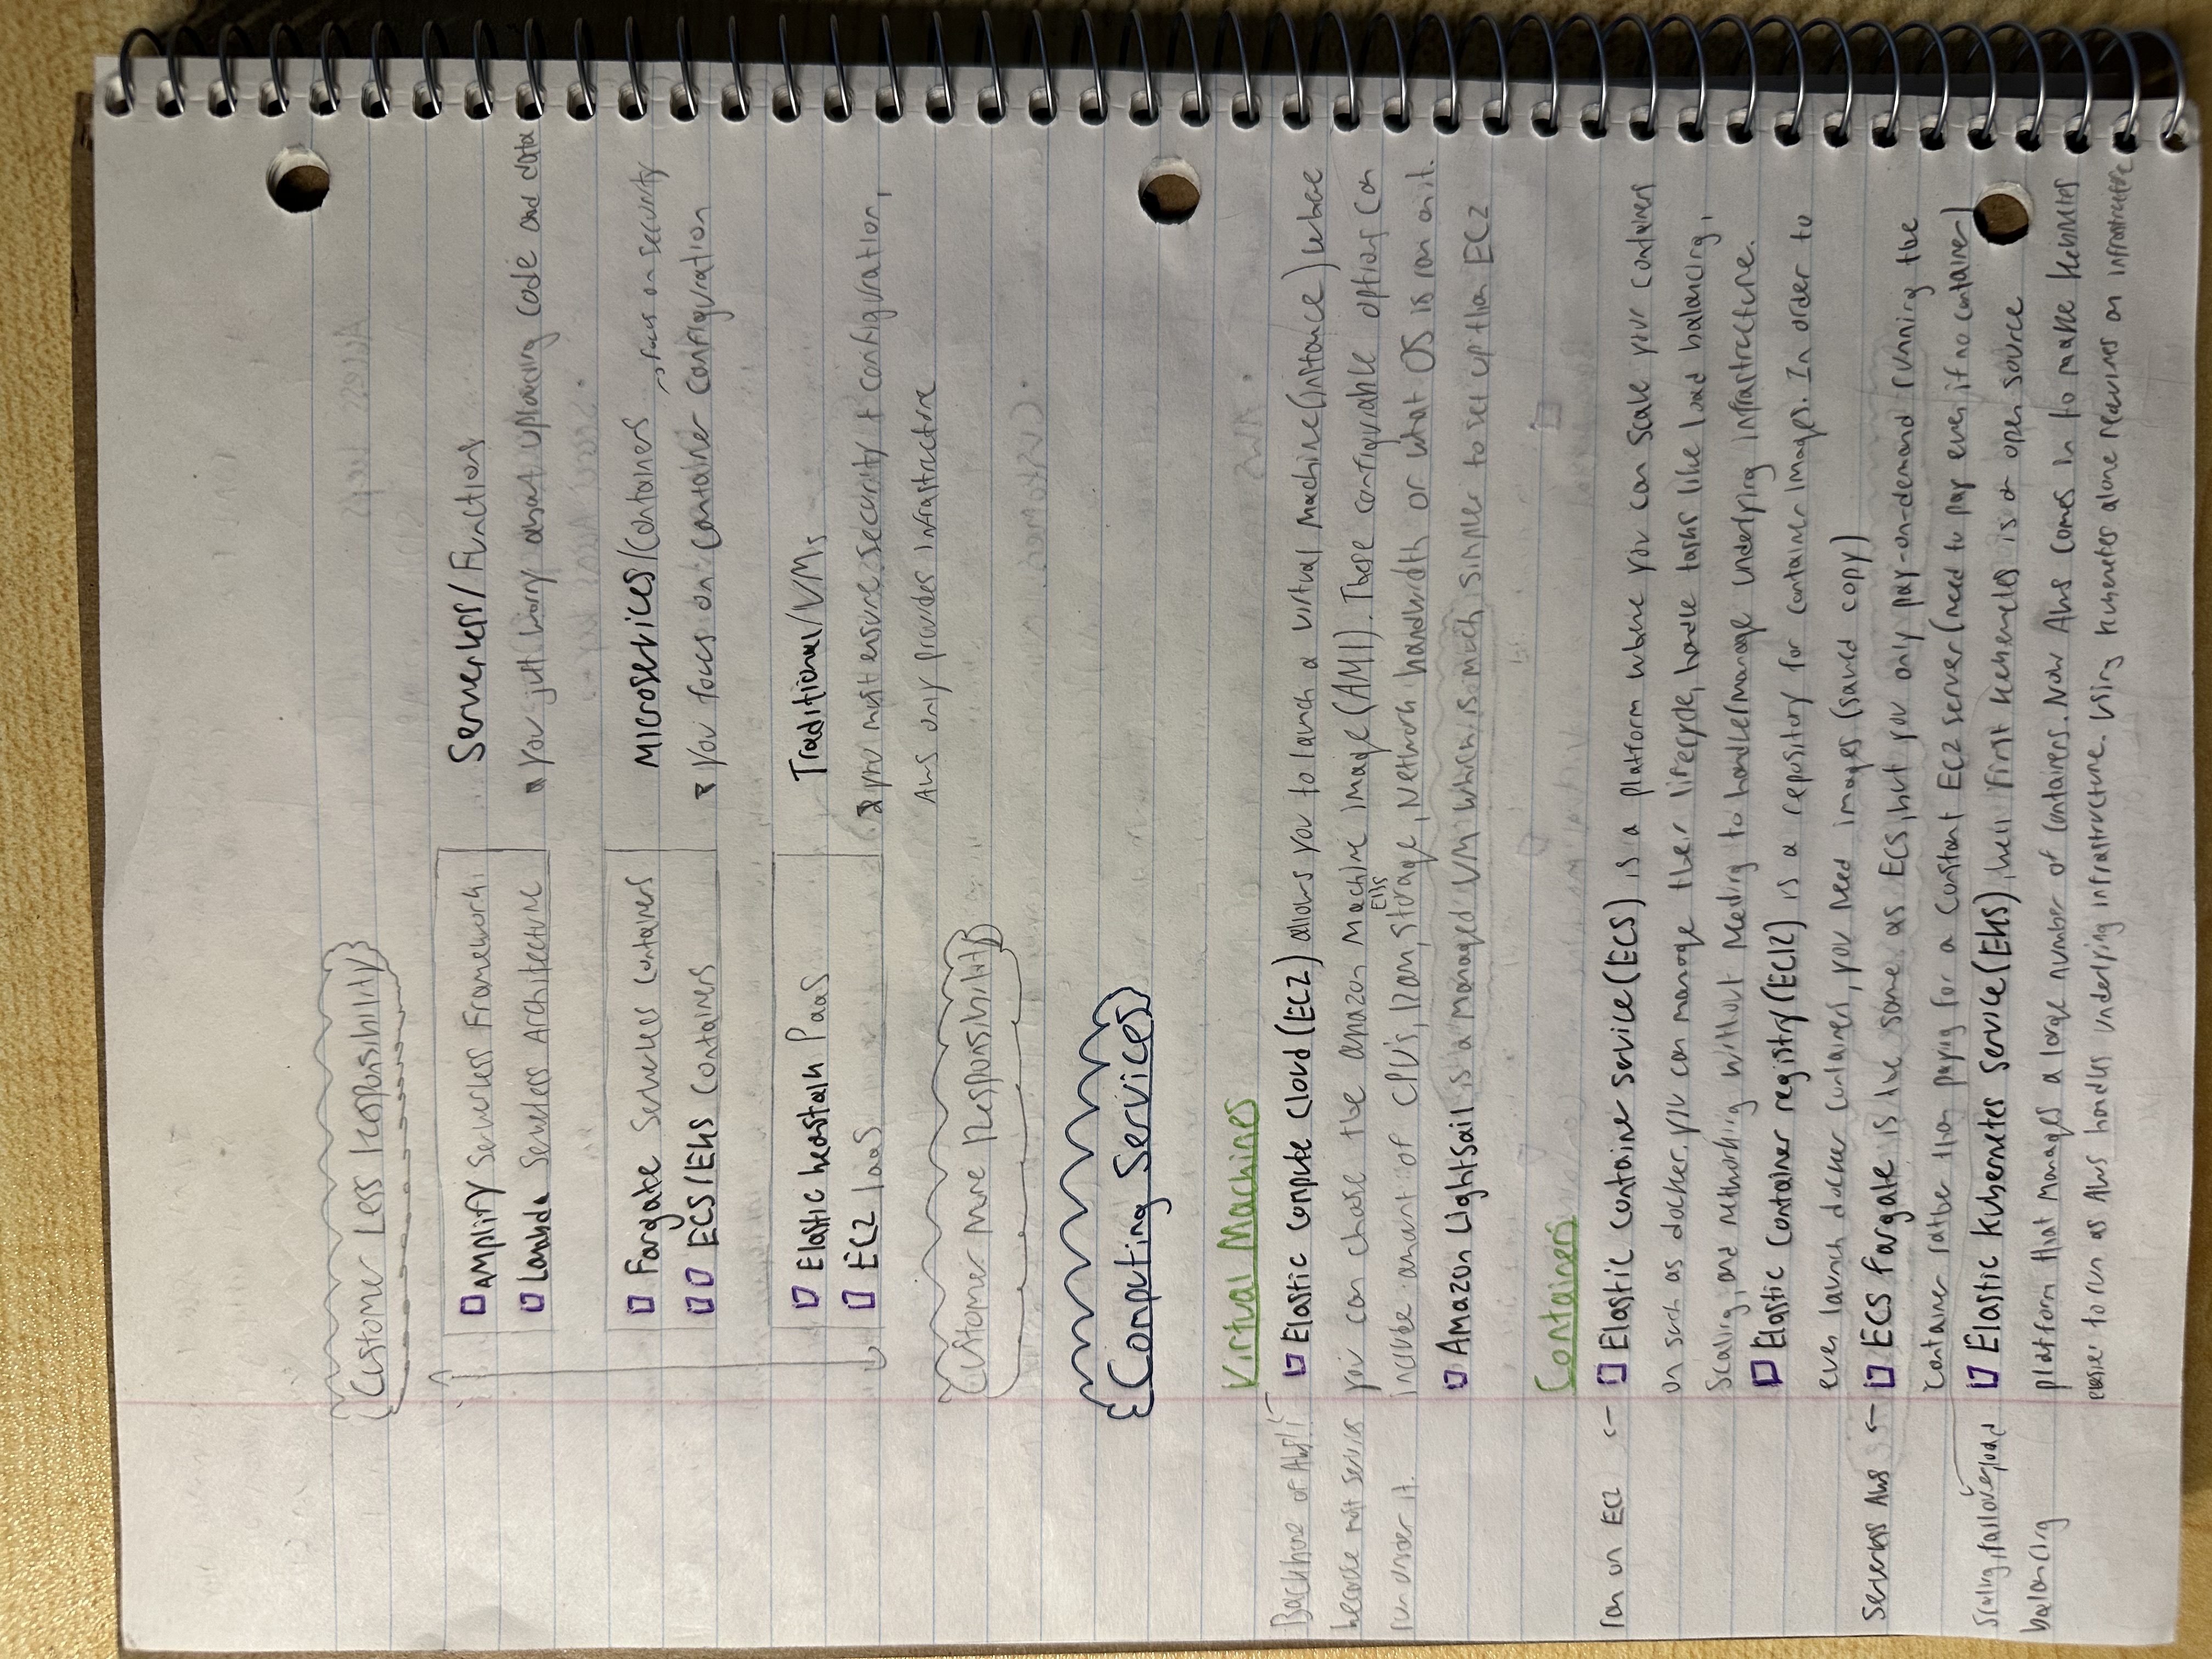 Customer Less Responsibility
Amplify Serverless Framework
Serverless/Functions
Lambda Serverless Architecture
You just worry about uploading code and data
Fargate Serverless Containers
Microservices/Containers
focus on security
ECS/EKS Containers
You focus on container configuration
Elastic beanstalk PaaS
Traditional/VMs
EC2 IaaS
you must ensure security + configuration,
AWS only provides infrastructure
Customer More Responsibility
Computing Services
Virtual Machines
Backbone of AWS!
because most services
run under it.
Elastic Compute Cloud (EC2) allows you to launch a virtual machine (instance) where
you can choose the amazon Machine image (AMI). These configurable options can
EBS
include amount of CPU's, Ram, Storage, Network bandwidth or what OS is ran on it.
Amazon LightSail is a managed VM which is much simpler to set up than EC2
Containers
ran on EC2
Elastic container service (ECS) is a platform where you can scale your containers
on such as docker. you can manage their lifecycle, handle tasks like load balancing,
Scaling, and networking without needing to handle/manage underlying infrastructure.
Elastic Container registry (ECR) is a repository for container images. In order to
even launch docker containers, you need images (saved copy)
Serverless AWS
ECS Fargate is the same as ECS, but you only pay-on-demand running the
container rather than paying for a constant EC2 server (need to pay even if no container)
Scaling, failover, load
balancing
Elastic Kubernetes Service (EKS), well first kubernetes is an open source
platform that manages a large number of containers. Now AWS comes in to make
easier to run as AWS handles underlying infrastructure. Using kubernetes alone requires an infrastructure